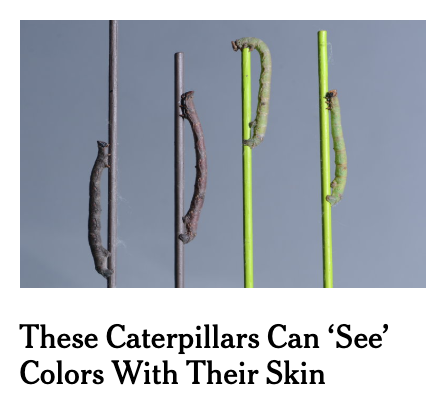 These Caterpillars Can ‘See’
Colors With Their Skin